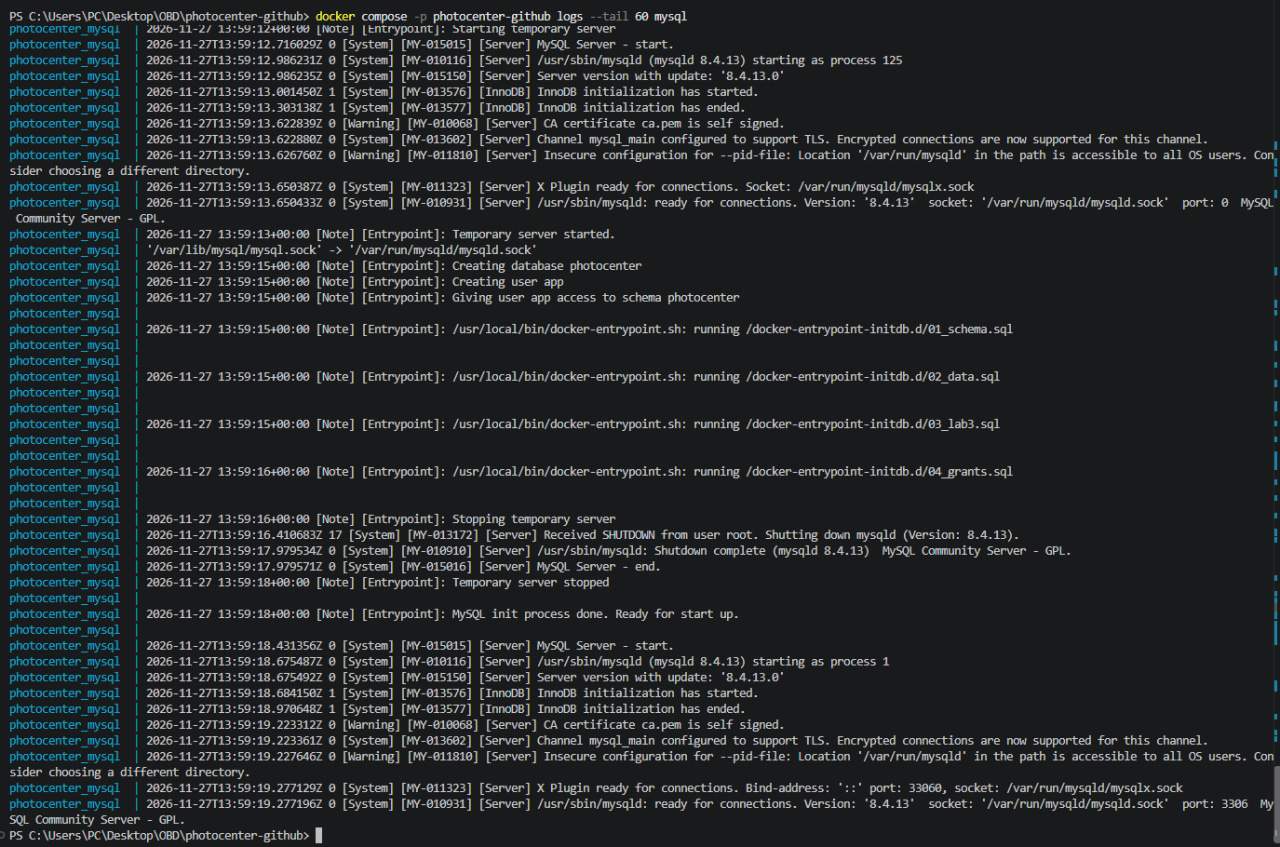 PS C:\Users\PC\Desktop\OBD\photocenter-github> docker compose -p photocenter-github logs --tail 60 mysql
photocenter_mysql  | 2026-11-27 13:59:12+00:00 [Note] [Entrypoint]: Starting temporary server
photocenter_mysql  | 2026-11-27T13:59:12.716029Z 0 [System] [MY-015015] [Server] MySQL Server - start.
photocenter_mysql  | 2026-11-27T13:59:12.986231Z 0 [System] [MY-010116] [Server] /usr/sbin/mysqld (mysqld 8.4.13) starting as process 125
photocenter_mysql  | 2026-11-27T13:59:12.986235Z 0 [System] [MY-015150] [Server] Server version with update: '8.4.13.0'
photocenter_mysql  | 2026-11-27T13:59:13.001450Z 1 [System] [MY-013576] [InnoDB] InnoDB initialization has started.
photocenter_mysql  | 2026-11-27T13:59:13.303138Z 1 [System] [MY-013577] [InnoDB] InnoDB initialization has ended.
photocenter_mysql  | 2026-11-27T13:59:13.622839Z 0 [Warning] [MY-010068] [Server] CA certificate ca.pem is self signed.
photocenter_mysql  | 2026-11-27T13:59:13.622880Z 0 [System] [MY-013602] [Server] Channel mysql_main configured to support TLS. Encrypted connections are now supported for this channel.
photocenter_mysql  | 2026-11-27T13:59:13.626760Z 0 [Warning] [MY-011810] [Server] Insecure configuration for --pid-file: Location '/var/run/mysqld' in the path is accessible to all OS users. Con
sider choosing a different directory.
photocenter_mysql  | 2026-11-27T13:59:13.650387Z 0 [System] [MY-011323] [Server] X Plugin ready for connections. Socket: /var/run/mysqld/mysqlx.sock
photocenter_mysql  | 2026-11-27T13:59:13.650433Z 0 [System] [MY-010931] [Server] /usr/sbin/mysqld: ready for connections. Version: '8.4.13'  socket: '/var/run/mysqld/mysqld.sock'  port: 0  MySQL
 Community Server - GPL.
photocenter_mysql  | 2026-11-27 13:59:13+00:00 [Note] [Entrypoint]: Temporary server started.
photocenter_mysql  | '/var/lib/mysql/mysql.sock' -> '/var/run/mysqld/mysqld.sock'
photocenter_mysql  | 2026-11-27 13:59:15+00:00 [Note] [Entrypoint]: Creating database photocenter
photocenter_mysql  | 2026-11-27 13:59:15+00:00 [Note] [Entrypoint]: Creating user app
photocenter_mysql  | 2026-11-27 13:59:15+00:00 [Note] [Entrypoint]: Giving user app access to schema photocenter
photocenter_mysql  |
photocenter_mysql  | 2026-11-27 13:59:15+00:00 [Note] [Entrypoint]: /usr/local/bin/docker-entrypoint.sh: running /docker-entrypoint-initdb.d/01_schema.sql
photocenter_mysql  |
photocenter_mysql  |
photocenter_mysql  | 2026-11-27 13:59:15+00:00 [Note] [Entrypoint]: /usr/local/bin/docker-entrypoint.sh: running /docker-entrypoint-initdb.d/02_data.sql
photocenter_mysql  |
photocenter_mysql  |
photocenter_mysql  | 2026-11-27 13:59:15+00:00 [Note] [Entrypoint]: /usr/local/bin/docker-entrypoint.sh: running /docker-entrypoint-initdb.d/03_lab3.sql
photocenter_mysql  |
photocenter_mysql  |
photocenter_mysql  | 2026-11-27 13:59:16+00:00 [Note] [Entrypoint]: /usr/local/bin/docker-entrypoint.sh: running /docker-entrypoint-initdb.d/04_grants.sql
photocenter_mysql  |
photocenter_mysql  |
photocenter_mysql  | 2026-11-27 13:59:16+00:00 [Note] [Entrypoint]: Stopping temporary server
photocenter_mysql  | 2026-11-27T13:59:16.410683Z 17 [System] [MY-013172] [Server] Received SHUTDOWN from user root. Shutting down mysqld (Version: 8.4.13).
photocenter_mysql  | 2026-11-27T13:59:17.979534Z 0 [System] [MY-010910] [Server] /usr/sbin/mysqld: Shutdown complete (mysqld 8.4.13)  MySQL Community Server - GPL.
photocenter_mysql  | 2026-11-27T13:59:17.979571Z 0 [System] [MY-015016] [Server] MySQL Server - end.
photocenter_mysql  | 2026-11-27 13:59:18+00:00 [Note] [Entrypoint]: Temporary server stopped
photocenter_mysql  |
photocenter_mysql  | 2026-11-27 13:59:18+00:00 [Note] [Entrypoint]: MySQL init process done. Ready for start up.
photocenter_mysql  |
photocenter_mysql  | 2026-11-27T13:59:18.431356Z 0 [System] [MY-015015] [Server] MySQL Server - start.
photocenter_mysql  | 2026-11-27T13:59:18.675487Z 0 [System] [MY-010116] [Server] /usr/sbin/mysqld (mysqld 8.4.13) starting as process 1
photocenter_mysql  | 2026-11-27T13:59:18.675492Z 0 [System] [MY-015150] [Server] Server version with update: '8.4.13.0'
photocenter_mysql  | 2026-11-27T13:59:18.684150Z 1 [System] [MY-013576] [InnoDB] InnoDB initialization has started.
photocenter_mysql  | 2026-11-27T13:59:18.970648Z 1 [System] [MY-013577] [InnoDB] InnoDB initialization has ended.
photocenter_mysql  | 2026-11-27T13:59:19.223312Z 0 [Warning] [MY-010068] [Server] CA certificate ca.pem is self signed.
photocenter_mysql  | 2026-11-27T13:59:19.223361Z 0 [System] [MY-013602] [Server] Channel mysql_main configured to support TLS. Encrypted connections are now supported for this channel.
photocenter_mysql  | 2026-11-27T13:59:19.227646Z 0 [Warning] [MY-011810] [Server] Insecure configuration for --pid-file: Location '/var/run/mysqld' in the path is accessible to all OS users. Con
sider choosing a different directory.
photocenter_mysql  | 2026-11-27T13:59:19.277129Z 0 [System] [MY-011323] [Server] X Plugin ready for connections. Bind-address: '::' port: 33060, socket: /var/run/mysqld/mysqlx.sock
photocenter_mysql  | 2026-11-27T13:59:19.277196Z 0 [System] [MY-010931] [Server] /usr/sbin/mysqld: ready for connections. Version: '8.4.13'  socket: '/var/run/mysqld/mysqld.sock'  port: 3306  My
SQL Community Server - GPL.
PS C:\Users\PC\Desktop\OBD\photocenter-github>